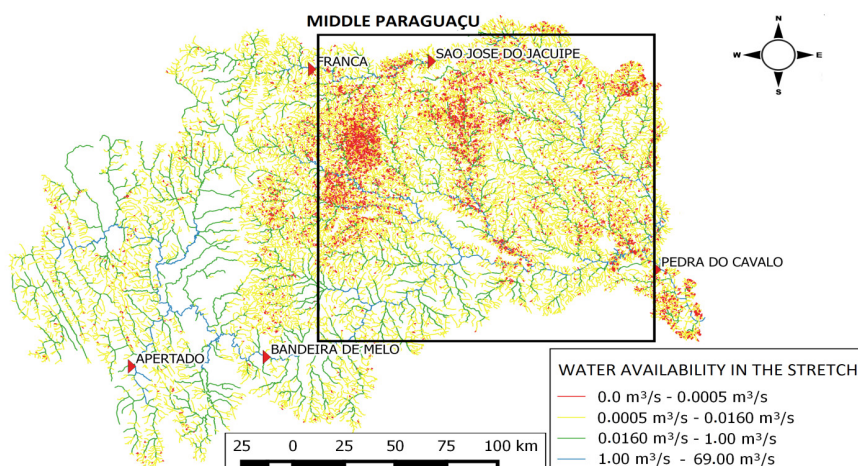 MIDDLE PARAGUAÇU
N
W E
S
FRANCA
SAO JOSE DO JACUIPE
PEDRA DO CAVALO
BANDEIRA DE MELO
APERTADO
WATER AVAILABILITY IN THE STRETCH
0.0 m³/s - 0.0005 m³/s
0.0005 m³/s - 0.0160 m³/s
0.0160 m³/s - 1.00 m³/s
1.00 m³/s - 69.00 m³/s
25 0 25 50 75 100 km